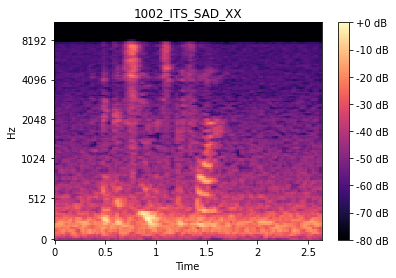 1002_ITS_SAD_XX
+0 dB
8192
-10 dB
4096
-20 dB
-30 dB
2048
Hz
-40 dB
1024
-50 dB
512
-60 dB
-70 dB
0
-80 dB
0 0.5 1 1.5 2 2.5
Time